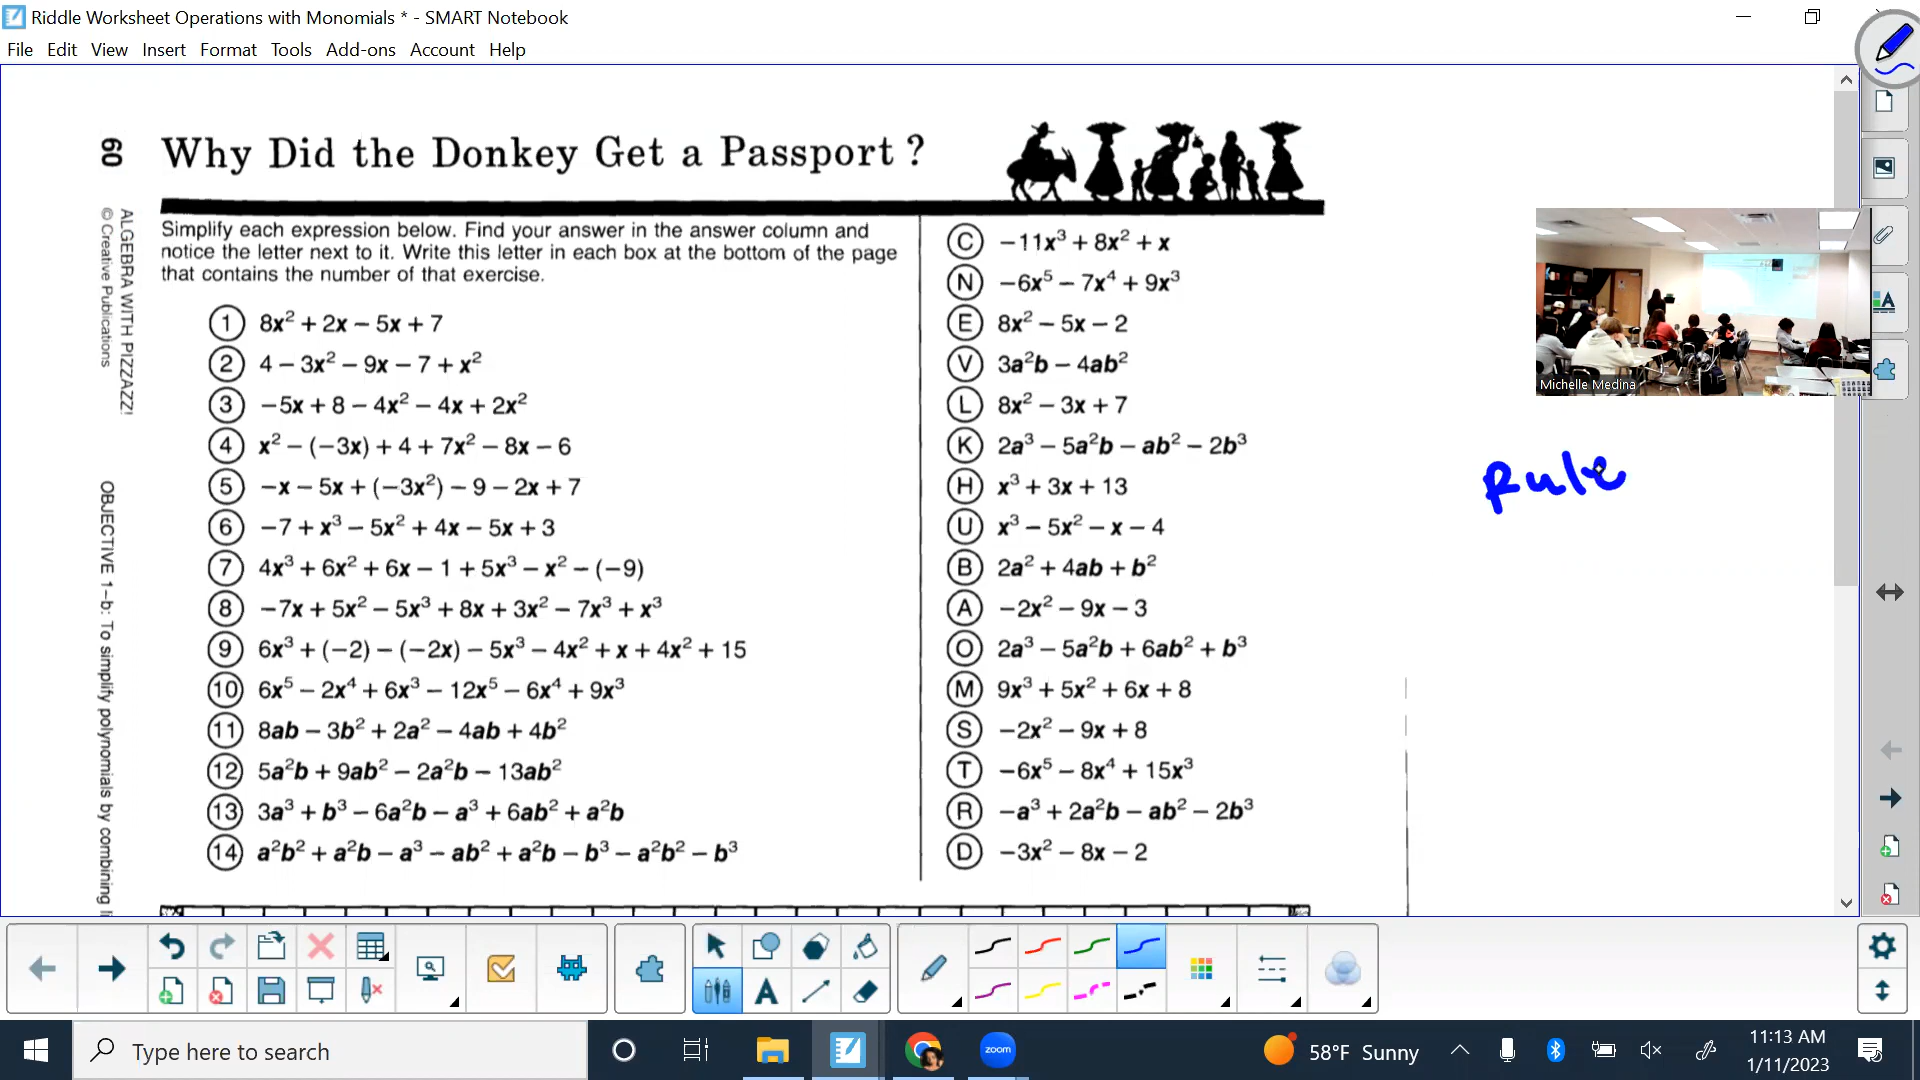 Riddle Worksheet Operations with Monomials * - SMART Notebook
File Edit View Insert Format Tools Add-ons Account Help
60
Why Did the Donkey Get a Passport?
ALGEBRA WITH PIZZAZZ!
© Creative Publications
OBJECTIVE 1–b: To simplify polynomials by combining li
Simplify each expression below. Find your answer in the answer column and
notice the letter next to it. Write this letter in each box at the bottom of the page
that contains the number of that exercise.
1 8x² + 2x – 5x + 7
2 4 – 3x² – 9x – 7 + x²
3 –5x + 8 – 4x² – 4x + 2x²
4 x² – (–3x) + 4 + 7x² – 8x – 6
5 –x – 5x + (–3x²) – 9 – 2x + 7
6 –7 + x³ – 5x² + 4x – 5x + 3
7 4x³ + 6x² + 6x – 1 + 5x³ – x² – (–9)
8 –7x + 5x² – 5x³ + 8x + 3x² – 7x³ + x³
9 6x³ + (–2) – (–2x) – 5x³ – 4x² + x + 4x² + 15
10 6x⁵ – 2x⁴ + 6x³ – 12x⁵ – 6x⁴ + 9x³
11 8ab – 3b² + 2a² – 4ab + 4b²
12 5a²b + 9ab² – 2a²b – 13ab²
13 3a³ + b³ – 6a²b – a³ + 6ab² + a²b
14 a²b² + a²b – a³ – ab² + a²b – b³ – a²b² – b³
C –11x³ + 8x² + x
N –6x⁵ – 7x⁴ + 9x³
E 8x² – 5x – 2
V 3a²b – 4ab²
L 8x² – 3x + 7
K 2a³ – 5a²b – ab² – 2b³
H x³ + 3x + 13
U x³ – 5x² – x – 4
B 2a² + 4ab + b²
A –2x² – 9x – 3
O 2a³ – 5a²b + 6ab² + b³
M 9x³ + 5x² + 6x + 8
S –2x² – 9x + 8
T –6x⁵ – 8x⁴ + 15x³
R –a³ + 2a²b – ab² – 2b³
D –3x² – 8x – 2
Michelle Medina
Rule
Type here to search
zoom
58°F Sunny
11:13 AM
1/11/2023